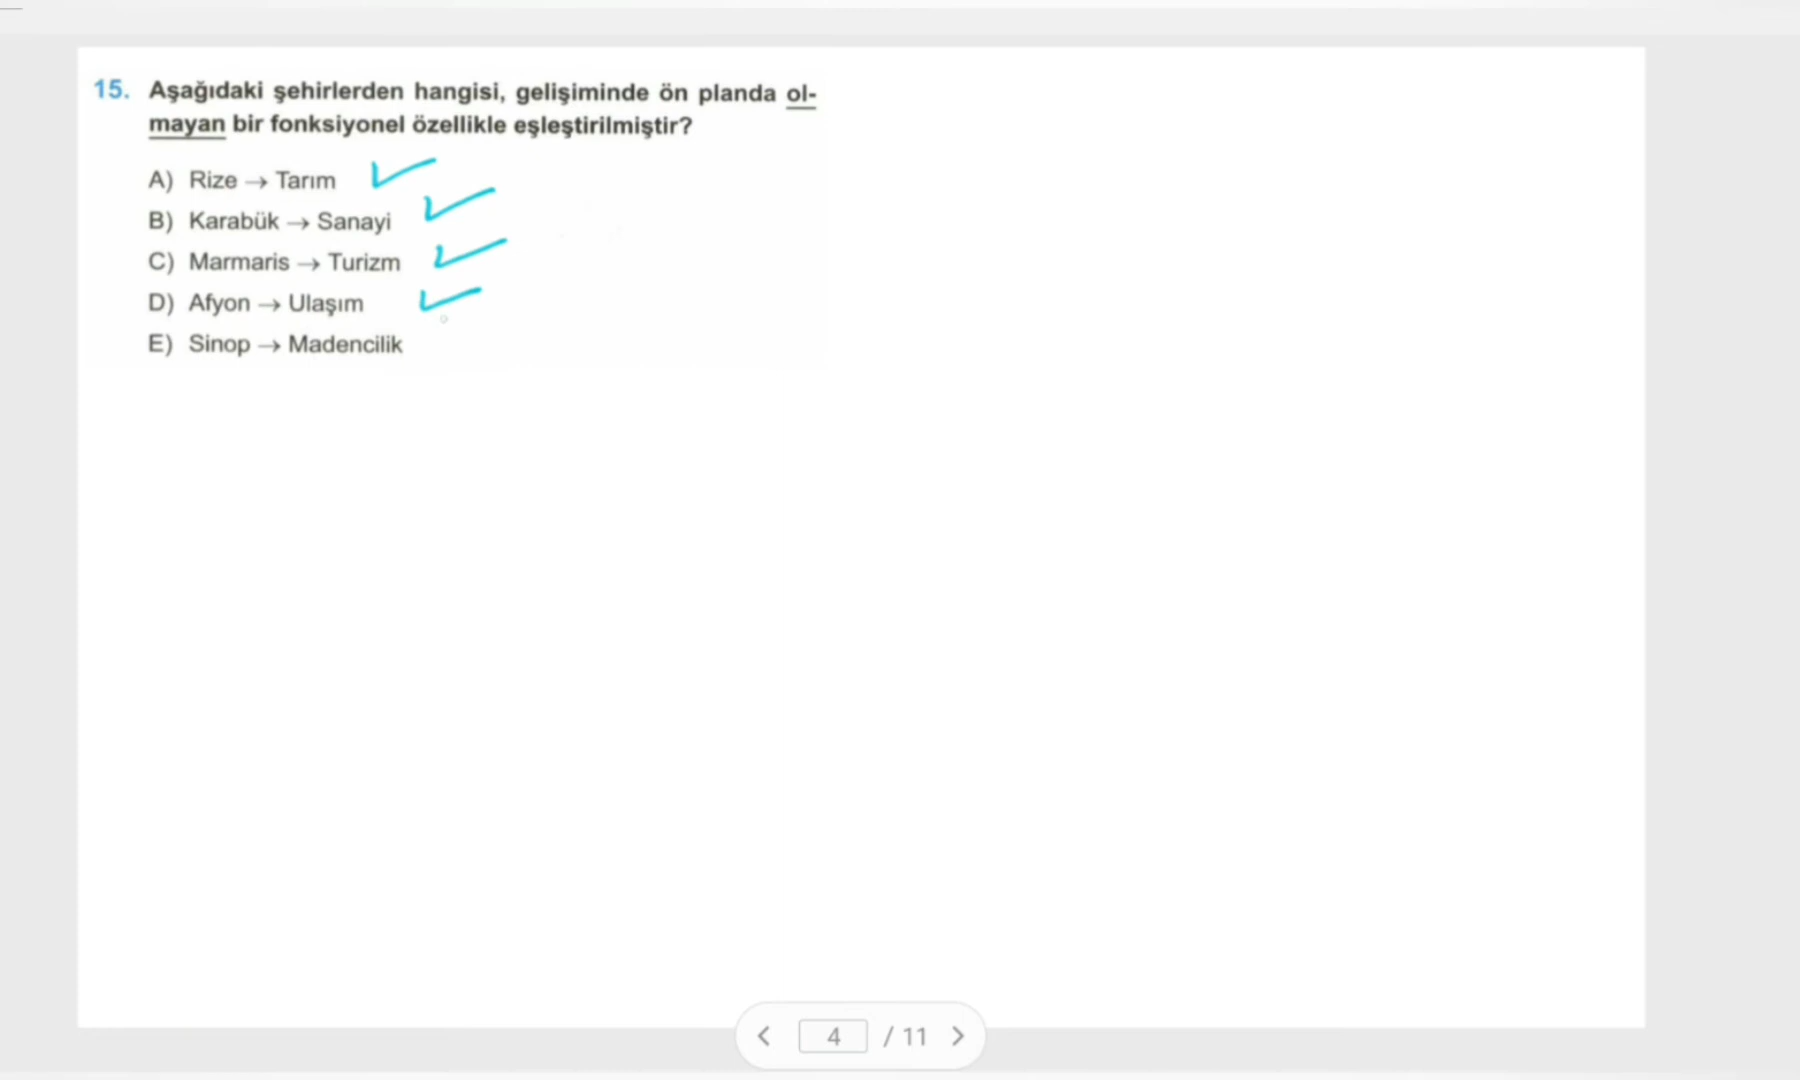 15. Aşağıdaki şehirlerden hangisi, gelişiminde ön planda ol-
mayan bir fonksiyonel özellikle eşleştirilmiştir?
A) Rize → Tarım
B) Karabük → Sanayi
C) Marmaris → Turizm
D) Afyon → Ulaşım
E) Sinop → Madencilik
4 / 11